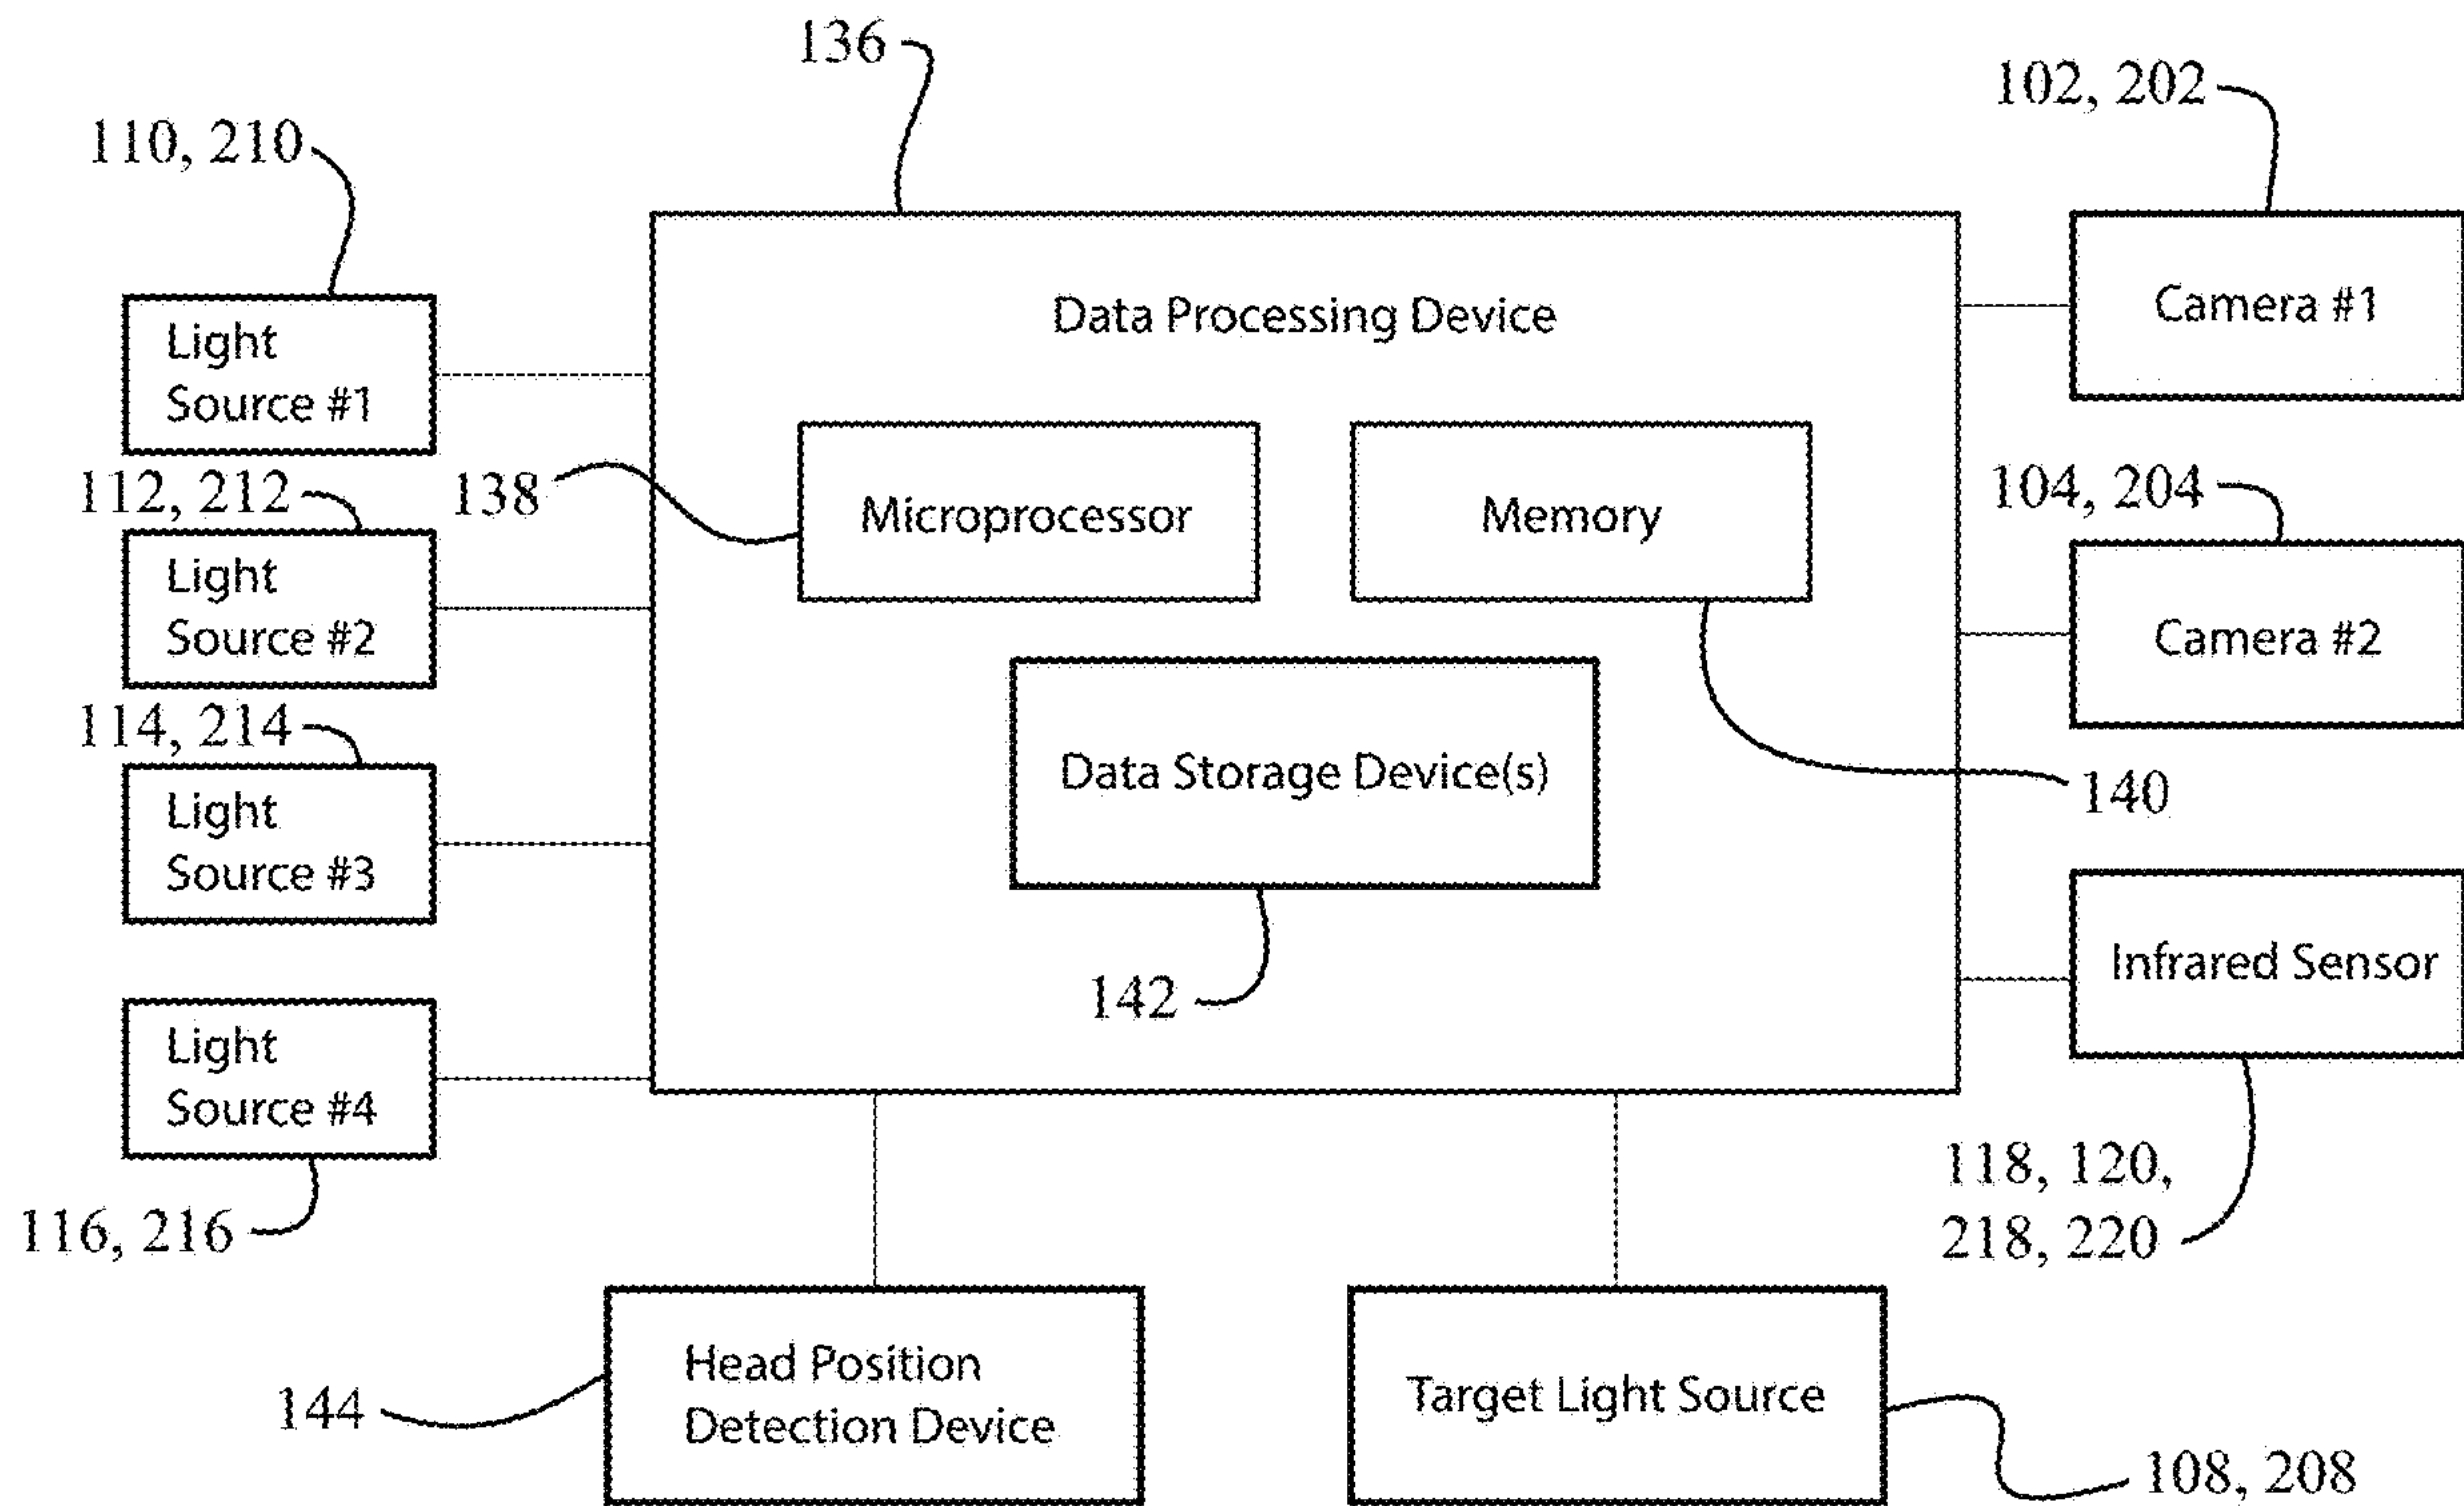 136
102, 202
110, 210
Data Processing Device
Camera #1
Light
Source #1
112, 212
138
Microprocessor
Memory
104, 204
Light
Source #2
Camera #2
114, 214
Data Storage Device(s)
140
Light
Source #3
142
Infrared Sensor
Light
Source #4
118, 120,
218, 220
116, 216
Head Position
Detection Device
Target Light Source
144
108, 208